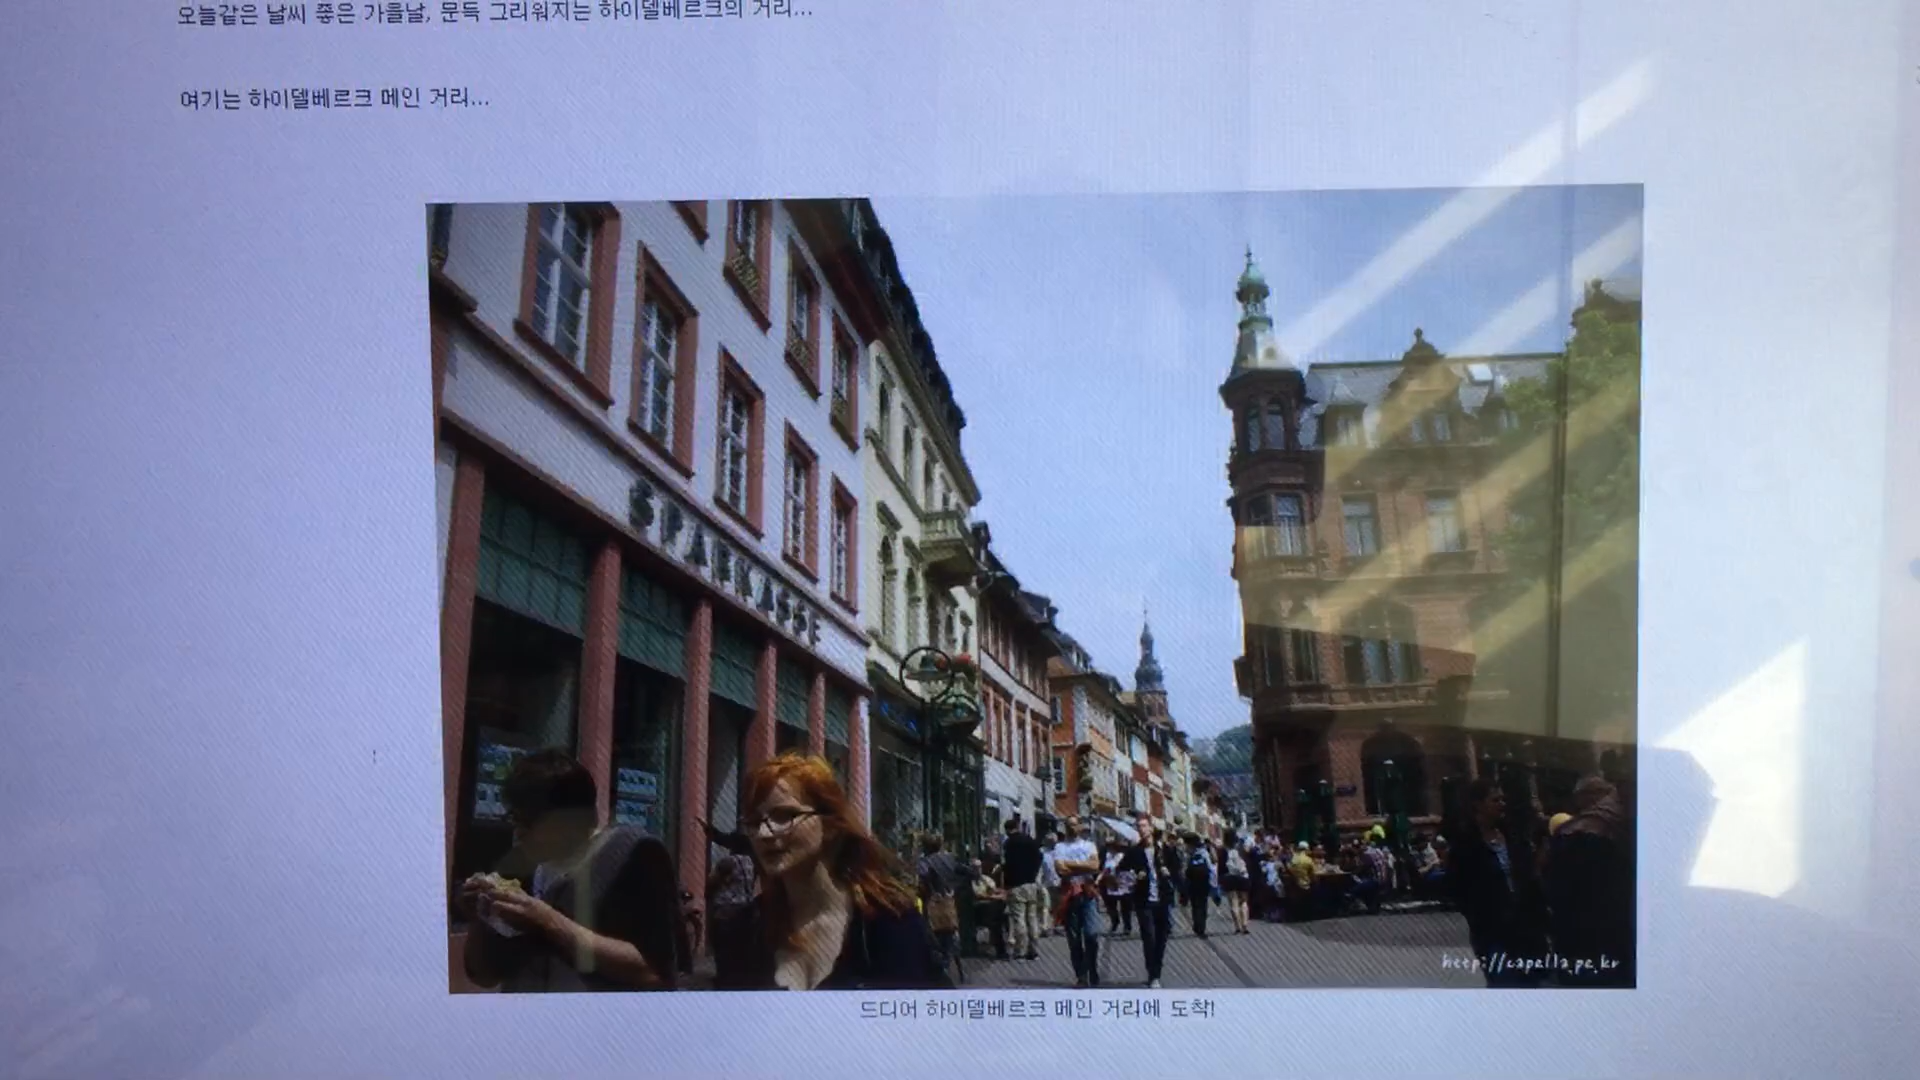 오늘같은 날씨 좋은 가을날, 문득 그리워지는 하이델베르크의 거리...
여기는 하이델베르크 메인 거리...
SPARKASSE
http://capella.pe.kr
드디어 하이델베르크 메인 거리에 도착!